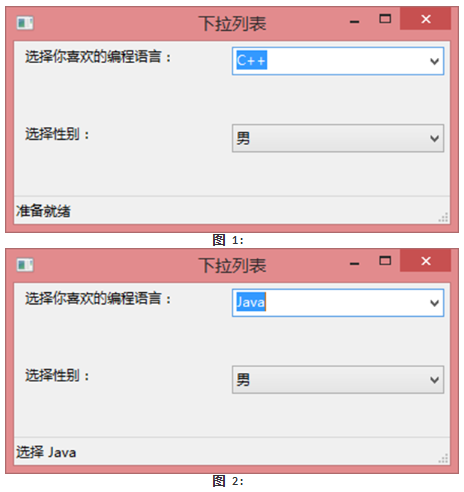 下拉列表
选择你喜欢的编程语言： C++
选择性别： 男
准备就绪
图 1:
下拉列表
选择你喜欢的编程语言： Java
选择性别： 男
选择 Java
图 2: